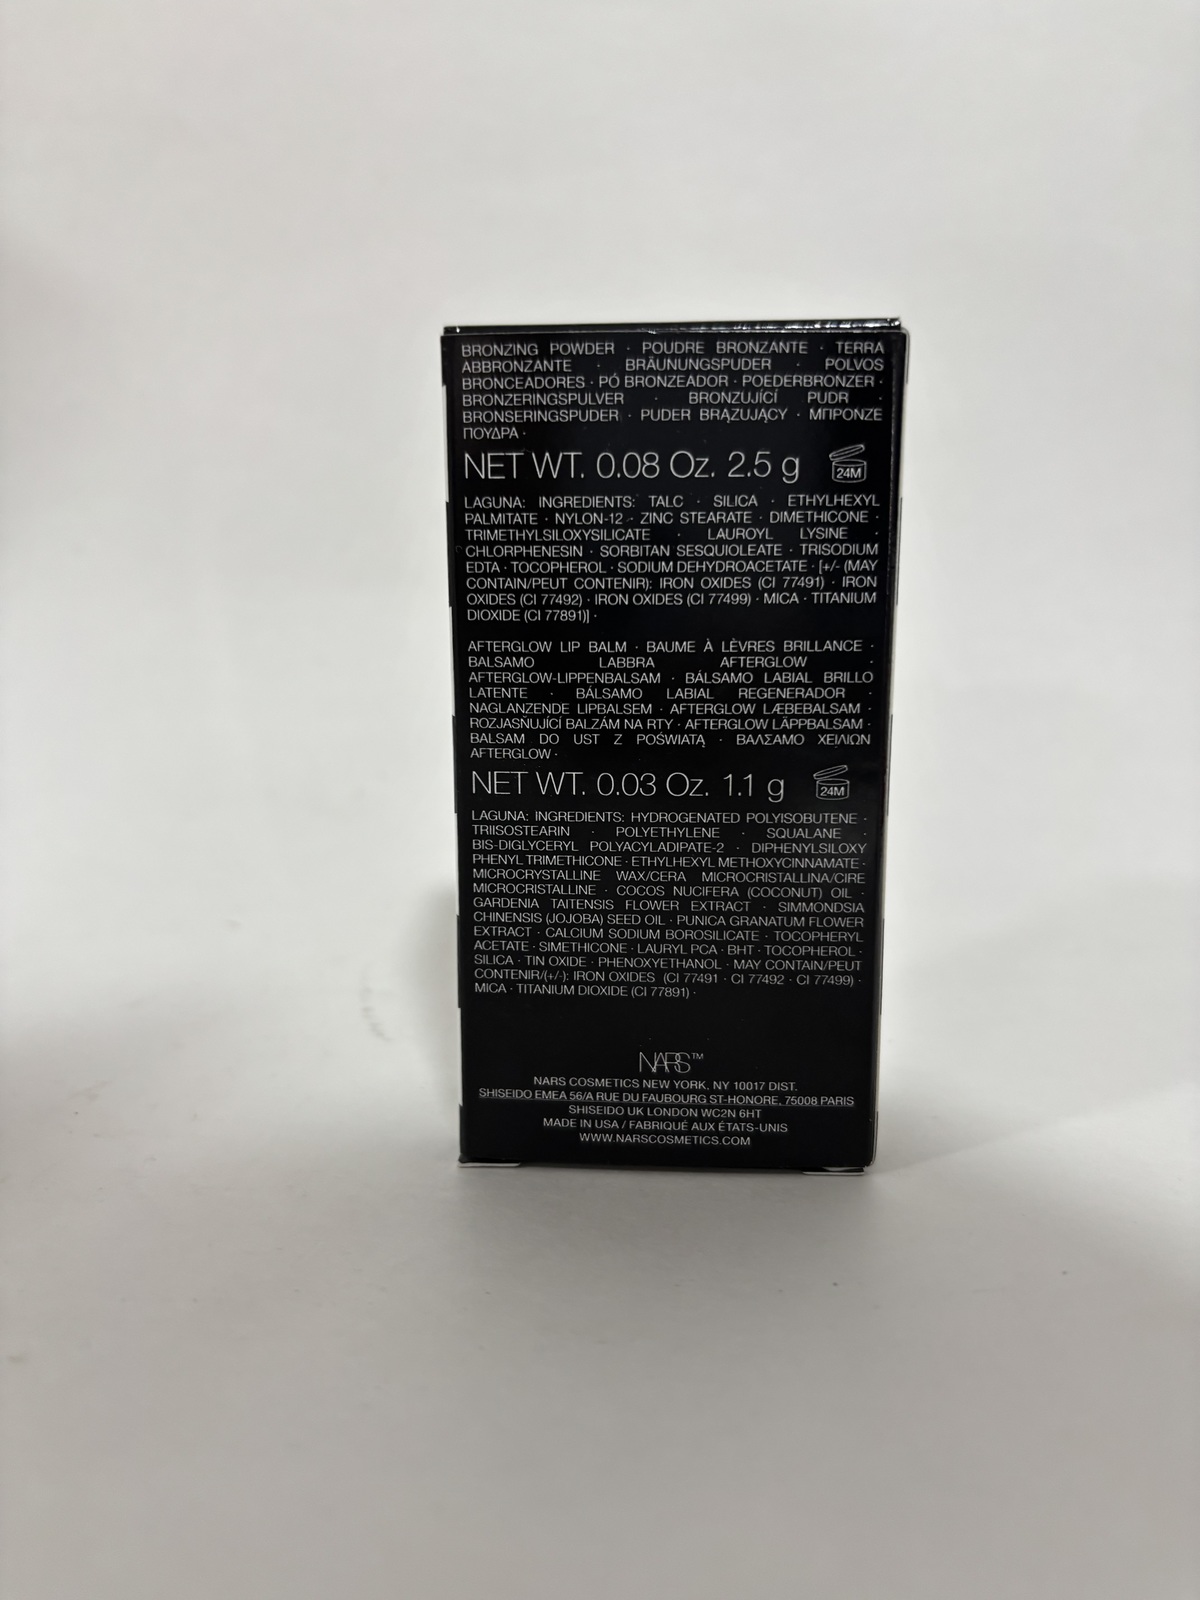 BRONZING POWDER · POUDRE BRONZANTE · TERRA
ABBRONZANTE · BRÄUNUNGSPUDER · POLVOS
BRONCEADORES · PÓ BRONZEADOR · POEDERBRONZER ·
BRONZERINGSPULVER · BRONZUJÍCÍ PUDR ·
BRONSERINGSPUDER · PUDER BRĄZUJĄCY · ΜΠΡΟΝΖΕ
ΠΟΥΔΡΑ ·
NET WT. 0.08 Oz. 2.5 g 24M
LAGUNA: INGREDIENTS: TALC · SILICA · ETHYLHEXYL
PALMITATE · NYLON-12 · ZINC STEARATE · DIMETHICONE ·
TRIMETHYLSILOXYSILICATE · LAUROYL LYSINE ·
CHLORPHENESIN · SORBITAN SESQUIOLEATE · TRISODIUM
EDTA · TOCOPHEROL · SODIUM DEHYDROACETATE · [+/- (MAY
CONTAIN/PEUT CONTENIR): IRON OXIDES (CI 77491) · IRON
OXIDES (CI 77492) · IRON OXIDES (CI 77499) · MICA · TITANIUM
DIOXIDE (CI 77891)] ·
AFTERGLOW LIP BALM · BAUME À LÈVRES BRILLANCE ·
BALSAMO LABBRA AFTERGLOW ·
AFTERGLOW-LIPPENBALSAM · BÁLSAMO LABIAL BRILLO
LATENTE · BÁLSAMO LABIAL REGENERADOR ·
NAGLANZENDE LIPBALSEM · AFTERGLOW LÆBEBALSAM ·
ROZJASŇUJÍCÍ BALZÁM NA RTY · AFTERGLOW LÄPPBALSAM ·
BALSAM DO UST Z POŚWIATĄ · ΒΑΛΣΑΜΟ ΧΕΙΛΙΩΝ
AFTERGLOW ·
NET WT. 0.03 Oz. 1.1 g 24M
LAGUNA: INGREDIENTS: HYDROGENATED POLYISOBUTENE ·
TRIISOSTEARIN · POLYETHYLENE · SQUALANE ·
BIS-DIGLYCERYL POLYACYLADIPATE-2 · DIPHENYLSILOXY
PHENYL TRIMETHICONE · ETHYLHEXYL METHOXYCINNAMATE ·
MICROCRYSTALLINE WAX/CERA MICROCRISTALLINA/CIRE
MICROCRISTALLINE · COCOS NUCIFERA (COCONUT) OIL ·
GARDENIA TAITENSIS FLOWER EXTRACT · SIMMONDSIA
CHINENSIS (JOJOBA) SEED OIL · PUNICA GRANATUM FLOWER
EXTRACT · CALCIUM SODIUM BOROSILICATE · TOCOPHERYL
ACETATE · SIMETHICONE · LAURYL PCA · BHT · TOCOPHEROL ·
SILICA · TIN OXIDE · PHENOXYETHANOL · MAY CONTAIN/PEUT
CONTENIR/(+/-): IRON OXIDES (CI 77491 · CI 77492 · CI 77499) ·
MICA · TITANIUM DIOXIDE (CI 77891) ·
NARS™
NARS COSMETICS NEW YORK, NY 10017 DIST.
SHISEIDO EMEA 56/A RUE DU FAUBOURG ST-HONORE, 75008 PARIS
SHISEIDO UK LONDON WC2N 6HT
MADE IN USA / FABRIQUÉ AUX ÉTATS-UNIS
WWW.NARSCOSMETICS.COM